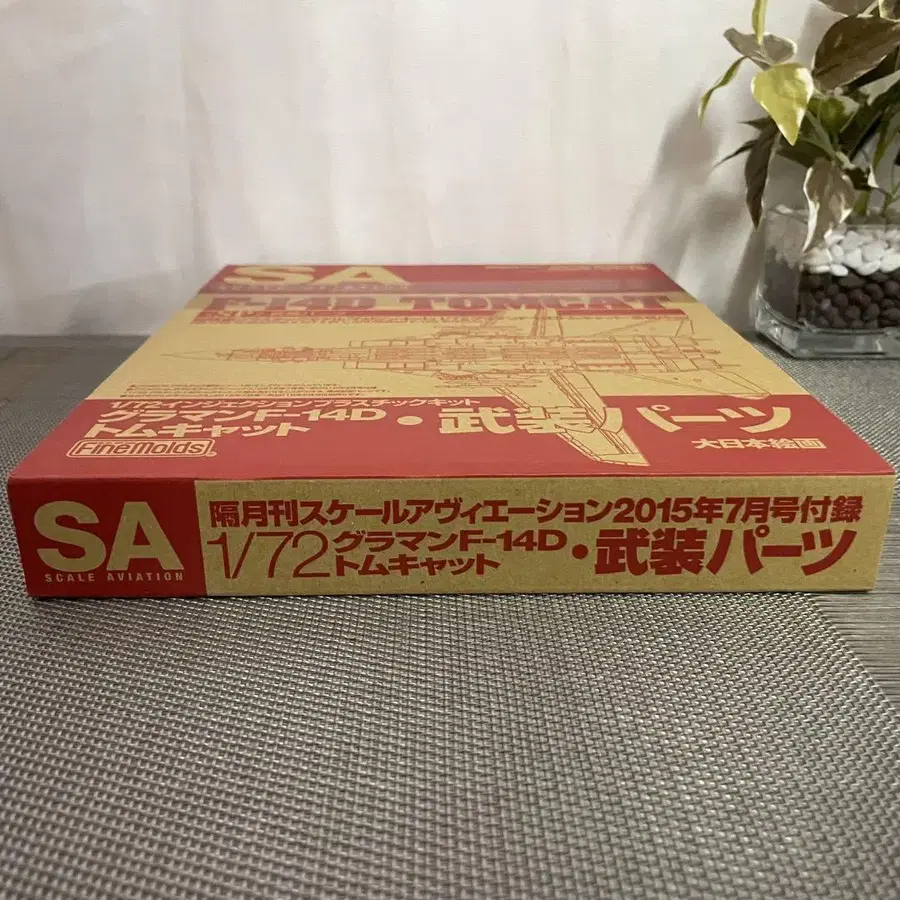 SA
F-14D TOMCAT
1/72インジェクションプラスチックキット
グラマンF-14D
トムキャット
・武装パーツ
FineMolds
大日本絵画
SA
SCALE AVIATION
隔月刊スケールアヴィエーション2015年7月号付録
1/72
グラマンF-14D
トムキャット
・武装パーツ